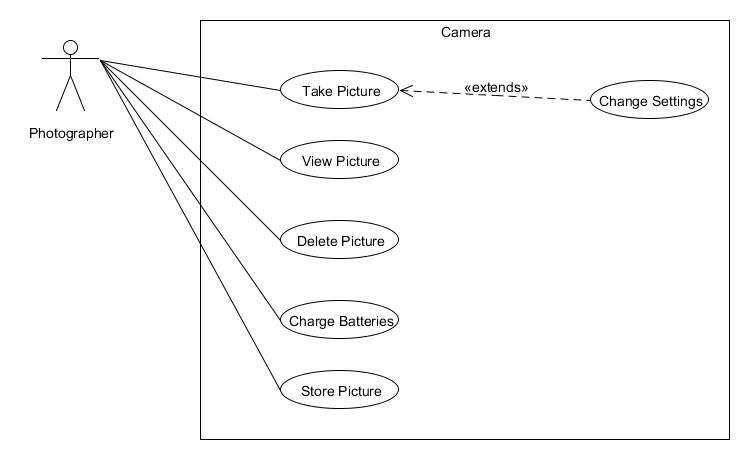 Camera
Take Picture
«extends»
Change Settings
Photographer
View Picture
Delete Picture
Charge Batteries
Store Picture